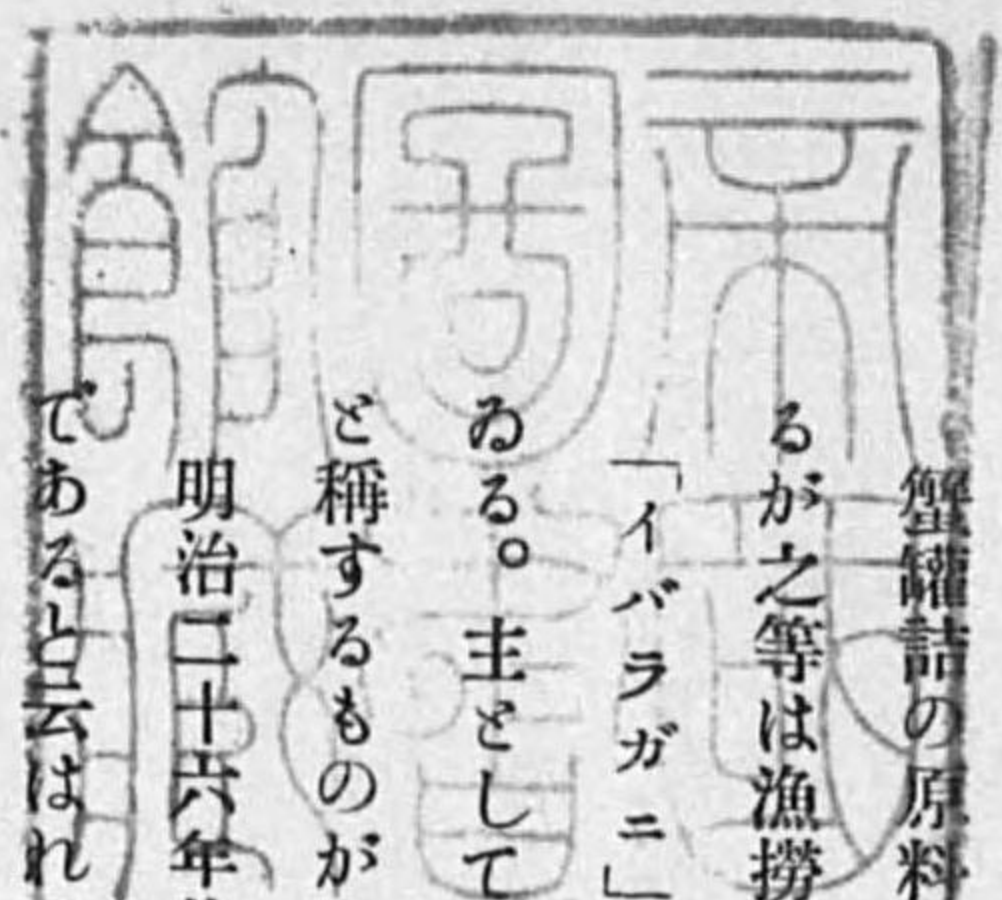 蟹罐詰の原料
るが之等は漁撈
「イバラガニ」
ゐる。主として
と稱するものが
明治二十六年
であると云はれ